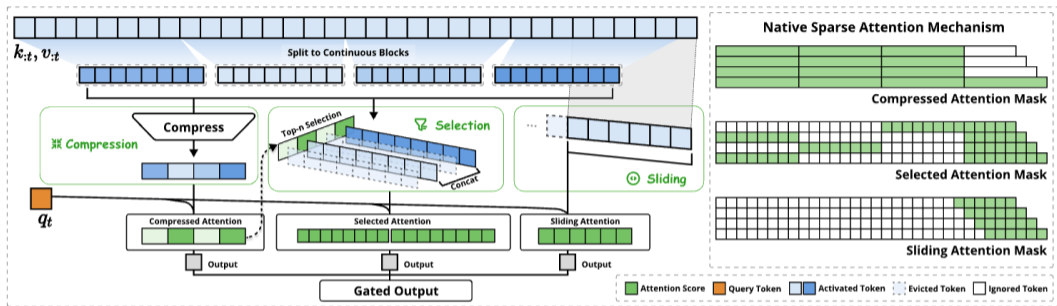 k:t, v:t
Split to Continuous Blocks
Compress
Compression
Top-n Selection
Selection
Concat
...
Sliding
qt
Compressed Attention
Selected Attention
Sliding Attention
Output
Output
Output
Gated Output
Native Sparse Attention Mechanism
Compressed Attention Mask
Selected Attention Mask
Sliding Attention Mask
Attention Score
Query Token
Activated Token
Evicted Token
Ignored Token